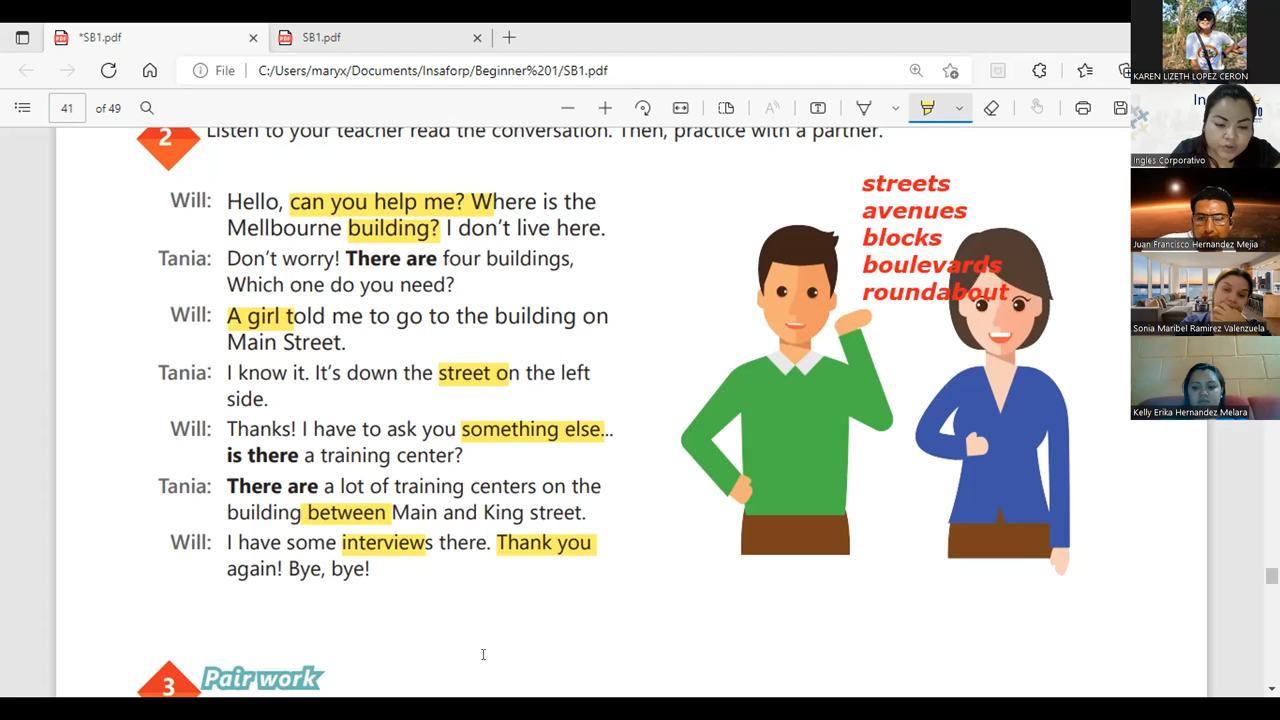 *SB1.pdf
SB1.pdf
File
C:/Users/maryx/Documents/Insaforp/Beginner%201/SB1.pdf
41 of 49
2 Listen to your teacher read the conversation. Then, practice with a partner.
Will: Hello, can you help me? Where is the
Mellbourne building? I don't live here.
Tania: Don't worry! There are four buildings,
Which one do you need?
Will: A girl told me to go to the building on
Main Street.
Tania: I know it. It's down the street on the left
side.
Will: Thanks! I have to ask you something else...
is there a training center?
Tania: There are a lot of training centers on the
building between Main and King street.
Will: I have some interviews there. Thank you
again! Bye, bye!
streets
avenues
blocks
boulevards
roundabout
3 Pair work
KAREN LIZETH LOPEZ CERON
Ingles Corporativo
Juan Francisco Hernandez Mejia
Sonia Maribel Ramirez Valenzuela
Kelly Erika Hernandez Melara